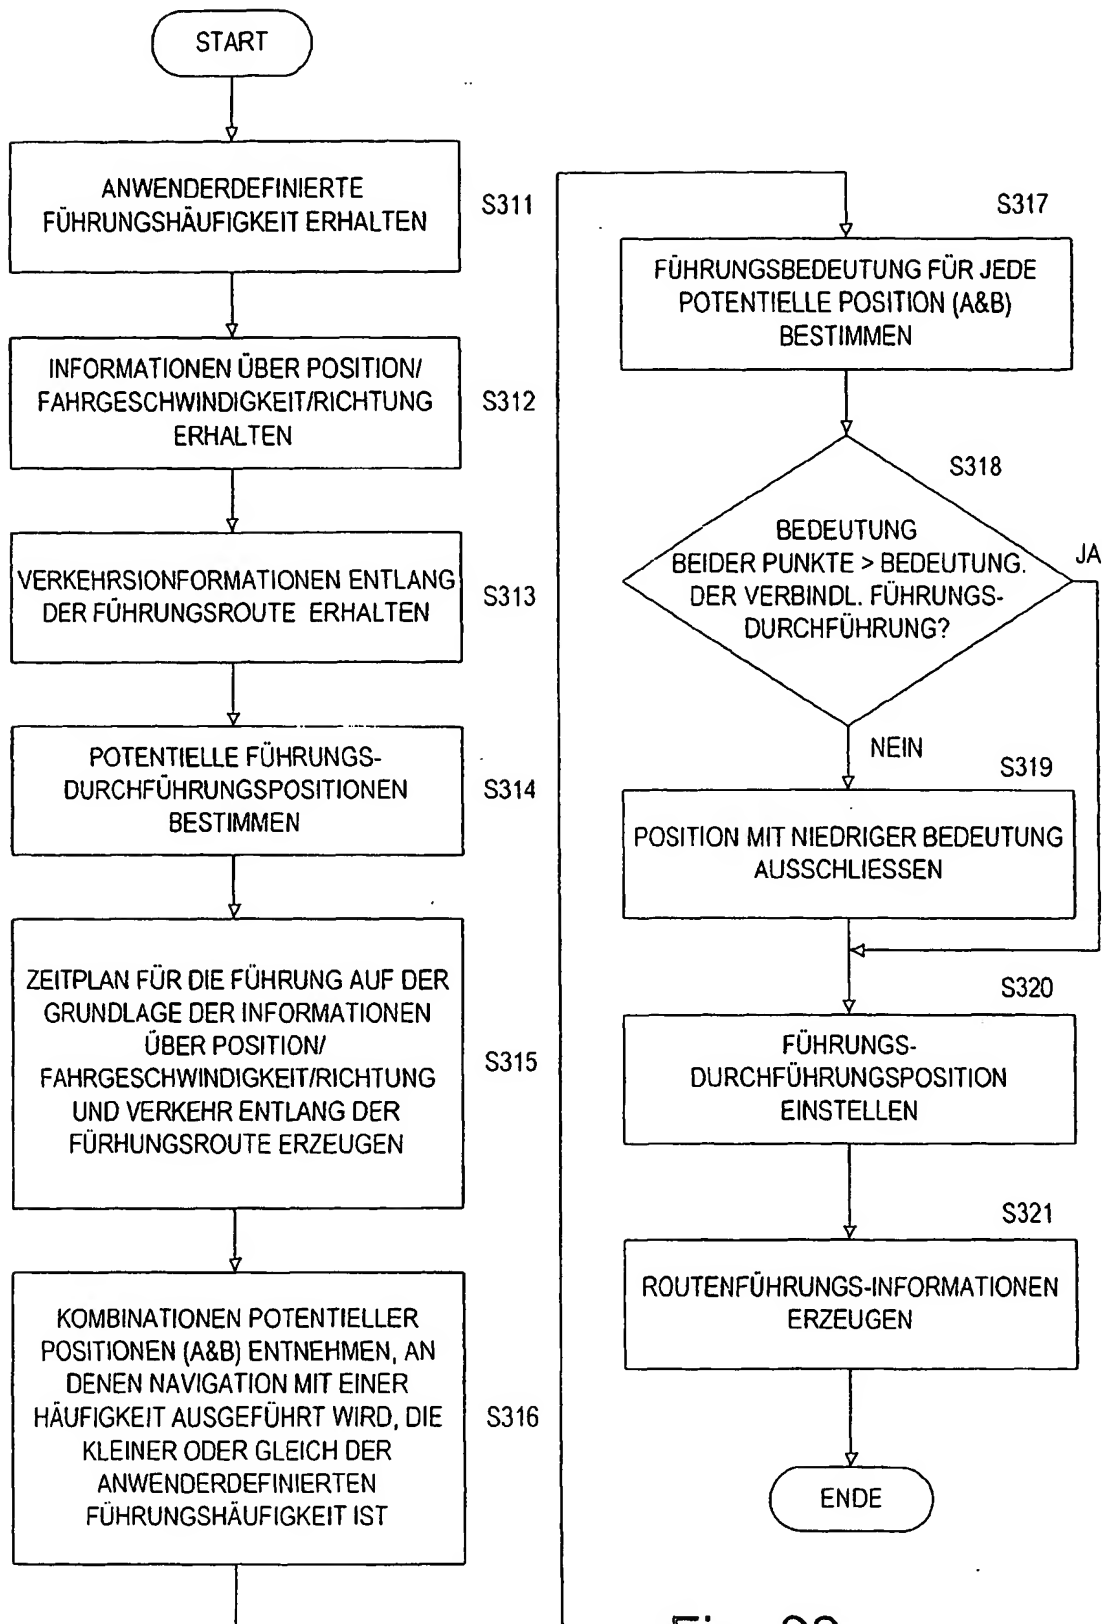 START
ANWENDERDEFINIERTE
FÜHRUNGSHÄUFIGKEIT ERHALTEN
S311
INFORMATIONEN ÜBER POSITION/
FAHRGESCHWINDIGKEIT/RICHTUNG
ERHALTEN
S312
VERKEHRSIONFORMATIONEN ENTLANG
DER FÜHRUNGSROUTE ERHALTEN
S313
POTENTIELLE FÜHRUNGS-
DURCHFÜHRUNGSPOSITIONEN
BESTIMMEN
S314
ZEITPLAN FÜR DIE FÜHRUNG AUF DER
GRUNDLAGE DER INFORMATIONEN
ÜBER POSITION/
FAHRGESCHWINDIGKEIT/RICHTUNG
UND VERKEHR ENTLANG DER
FÜRHUNGSROUTE ERZEUGEN
S315
KOMBINATIONEN POTENTIELLER
POSITIONEN (A&B) ENTNEHMEN, AN
DENEN NAVIGATION MIT EINER
HÄUFIGKEIT AUSGEFÜHRT WIRD, DIE
KLEINER ODER GLEICH DER
ANWENDERDEFINIERTEN
FÜHRUNGSHÄUFIGKEIT IST
S316
S317
FÜHRUNGSBEDEUTUNG FÜR JEDE
POTENTIELLE POSITION (A&B)
BESTIMMEN
S318
BEDEUTUNG
BEIDER PUNKTE > BEDEUTUNG.
DER VERBINDL. FÜHRUNGS-
DURCHFÜHRUNG?
JA
NEIN
S319
POSITION MIT NIEDRIGER BEDEUTUNG
AUSSCHLIESSEN
S320
FÜHRUNGS-
DURCHFÜHRUNGSPOSITION
EINSTELLEN
S321
ROUTENFÜHRUNGS-INFORMATIONEN
ERZEUGEN
ENDE